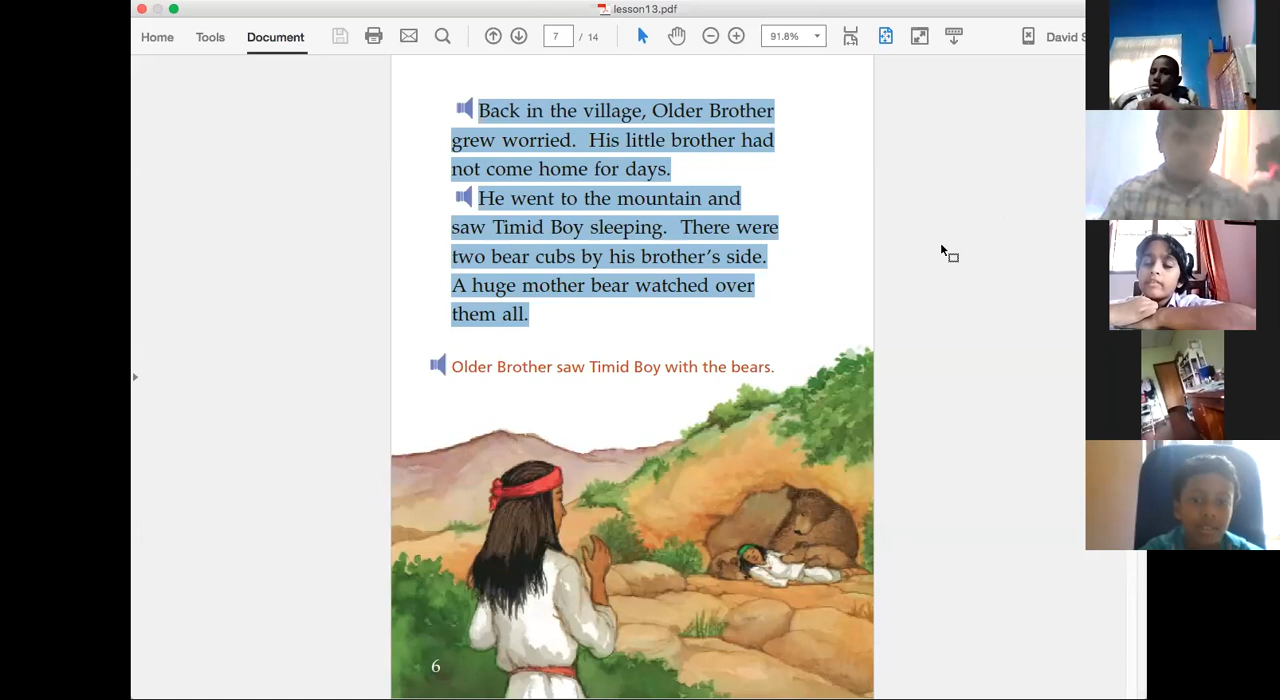 lesson13.pdf
Home Tools Document 7 / 14 91.8% David S
Back in the village, Older Brother
grew worried. His little brother had
not come home for days.
He went to the mountain and
saw Timid Boy sleeping. There were
two bear cubs by his brother's side.
A huge mother bear watched over
them all.
Older Brother saw Timid Boy with the bears.
6